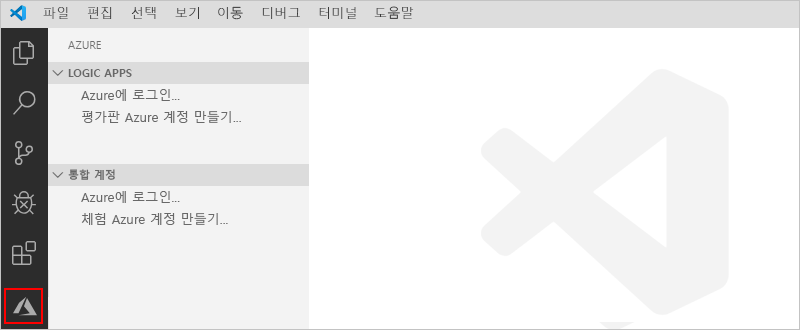 파일 편집 선택 보기 이동 디버그 터미널 도움말
AZURE
LOGIC APPS
Azure에 로그인...
평가판 Azure 계정 만들기...
통합 계정
Azure에 로그인...
체험 Azure 계정 만들기...